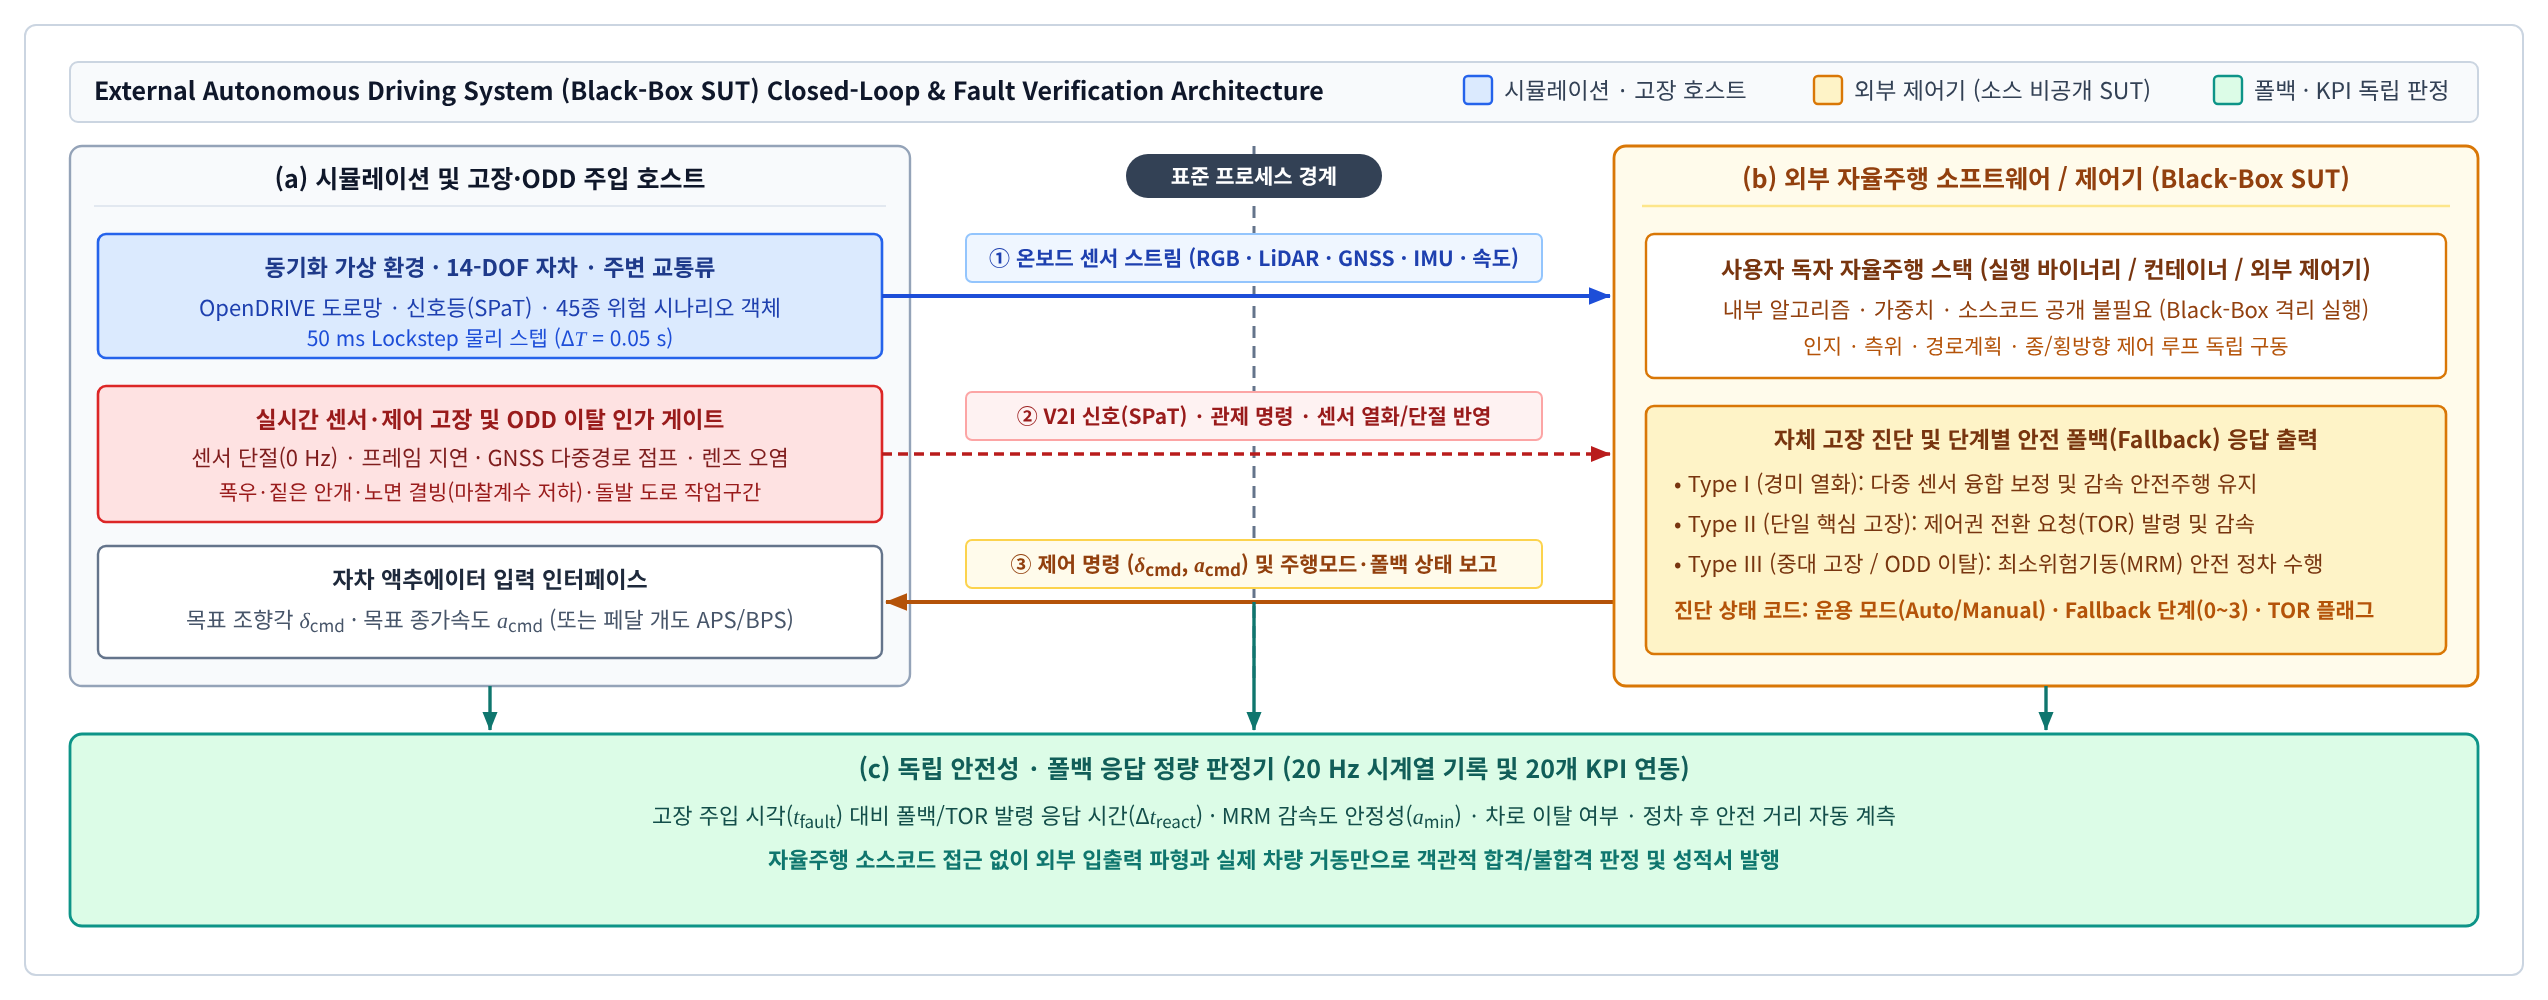 External Autonomous Driving System (Black-Box SUT) Closed-Loop & Fault Verification Architecture
시뮬레이션 · 고장 호스트
외부 제어기 (소스 비공개 SUT)
폴백 · KPI 독립 판정
(a) 시뮬레이션 및 고장·ODD 주입 호스트
동기화 가상 환경 · 14-DOF 자차 · 주변 교통류
OpenDRIVE 도로망 · 신호등(SPaT) · 45종 위험 시나리오 객체
50 ms Lockstep 물리 스텝 (ΔT = 0.05 s)
실시간 센서·제어 고장 및 ODD 이탈 인가 게이트
센서 단절(0 Hz) · 프레임 지연 · GNSS 다중경로 점프 · 렌즈 오염
폭우·짙은 안개·노면 결빙(마찰계수 저하)·돌발 도로 작업구간
자차 액추에이터 입력 인터페이스
목표 조향각 δcmd · 목표 종가속도 acmd (또는 페달 개도 APS/BPS)
표준 프로세스 경계
① 온보드 센서 스트림 (RGB · LiDAR · GNSS · IMU · 속도)
② V2I 신호(SPaT) · 관제 명령 · 센서 열화/단절 반영
③ 제어 명령 (δcmd, acmd) 및 주행모드·폴백 상태 보고
(b) 외부 자율주행 소프트웨어 / 제어기 (Black-Box SUT)
사용자 독자 자율주행 스택 (실행 바이너리 / 컨테이너 / 외부 제어기)
내부 알고리즘 · 가중치 · 소스코드 공개 불필요 (Black-Box 격리 실행)
인지 · 측위 · 경로계획 · 종/횡방향 제어 루프 독립 구동
자체 고장 진단 및 단계별 안전 폴백(Fallback) 응답 출력
• Type I (경미 열화): 다중 센서 융합 보정 및 감속 안전주행 유지
• Type II (단일 핵심 고장): 제어권 전환 요청(TOR) 발령 및 감속
• Type III (중대 고장 / ODD 이탈): 최소위험기동(MRM) 안전 정차 수행
진단 상태 코드: 운용 모드(Auto/Manual) · Fallback 단계(0~3) · TOR 플래그
(c) 독립 안전성 · 폴백 응답 정량 판정기 (20 Hz 시계열 기록 및 20개 KPI 연동)
고장 주입 시각(tfault) 대비 폴백/TOR 발령 응답 시간(Δtreact) · MRM 감속도 안정성(amin) · 차로 이탈 여부 · 정차 후 안전 거리 자동 계측
자율주행 소스코드 접근 없이 외부 입출력 파형과 실제 차량 거동만으로 객관적 합격/불합격 판정 및 성적서 발행